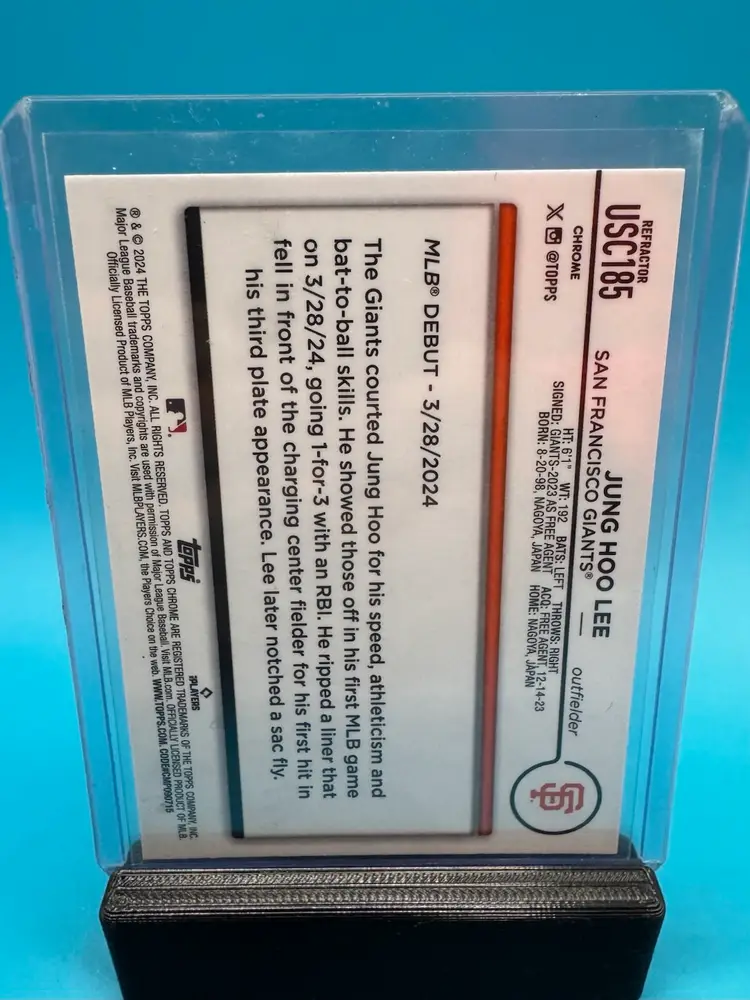 REFRACTOR
USC185
CHROME
@TOPPS
JUNG HOO LEE
outfielder
SAN FRANCISCO GIANTS®
HT: 6'1" WT: 192 BATS: LEFT THROWS: RIGHT
SIGNED: GIANTS-2023 AS FREE AGENT ACQ: FREE AGENT, 12-14-23
BORN: 8-20-98, NAGOYA, JAPAN HOME: NAGOYA, JAPAN
SF
MLB® DEBUT - 3/28/2024
The Giants courted Jung Hoo for his speed, athleticism and
bat-to-ball skills. He showed those off in his first MLB game
on 3/28/24, going 1-for-3 with an RBI. He ripped a liner that
fell in front of the charging center fielder for his first hit in
his third plate appearance. Lee later notched a sac fly.
topps
PLAYERS
® & © 2024 THE TOPPS COMPANY, INC. ALL RIGHTS RESERVED. TOPPS AND TOPPS CHROME ARE REGISTERED TRADEMARKS OF THE TOPPS COMPANY, INC.
Major League Baseball trademarks and copyrights are used with permission of Major League Baseball. Visit MLB.com. OFFICIALLY LICENSED PRODUCT OF MLB
Officially Licensed Product of MLB Players, Inc. Visit MLBPLAYERS.COM, the Players Choice on the web. WWW.TOPPS.COM. CODE#CMP090715